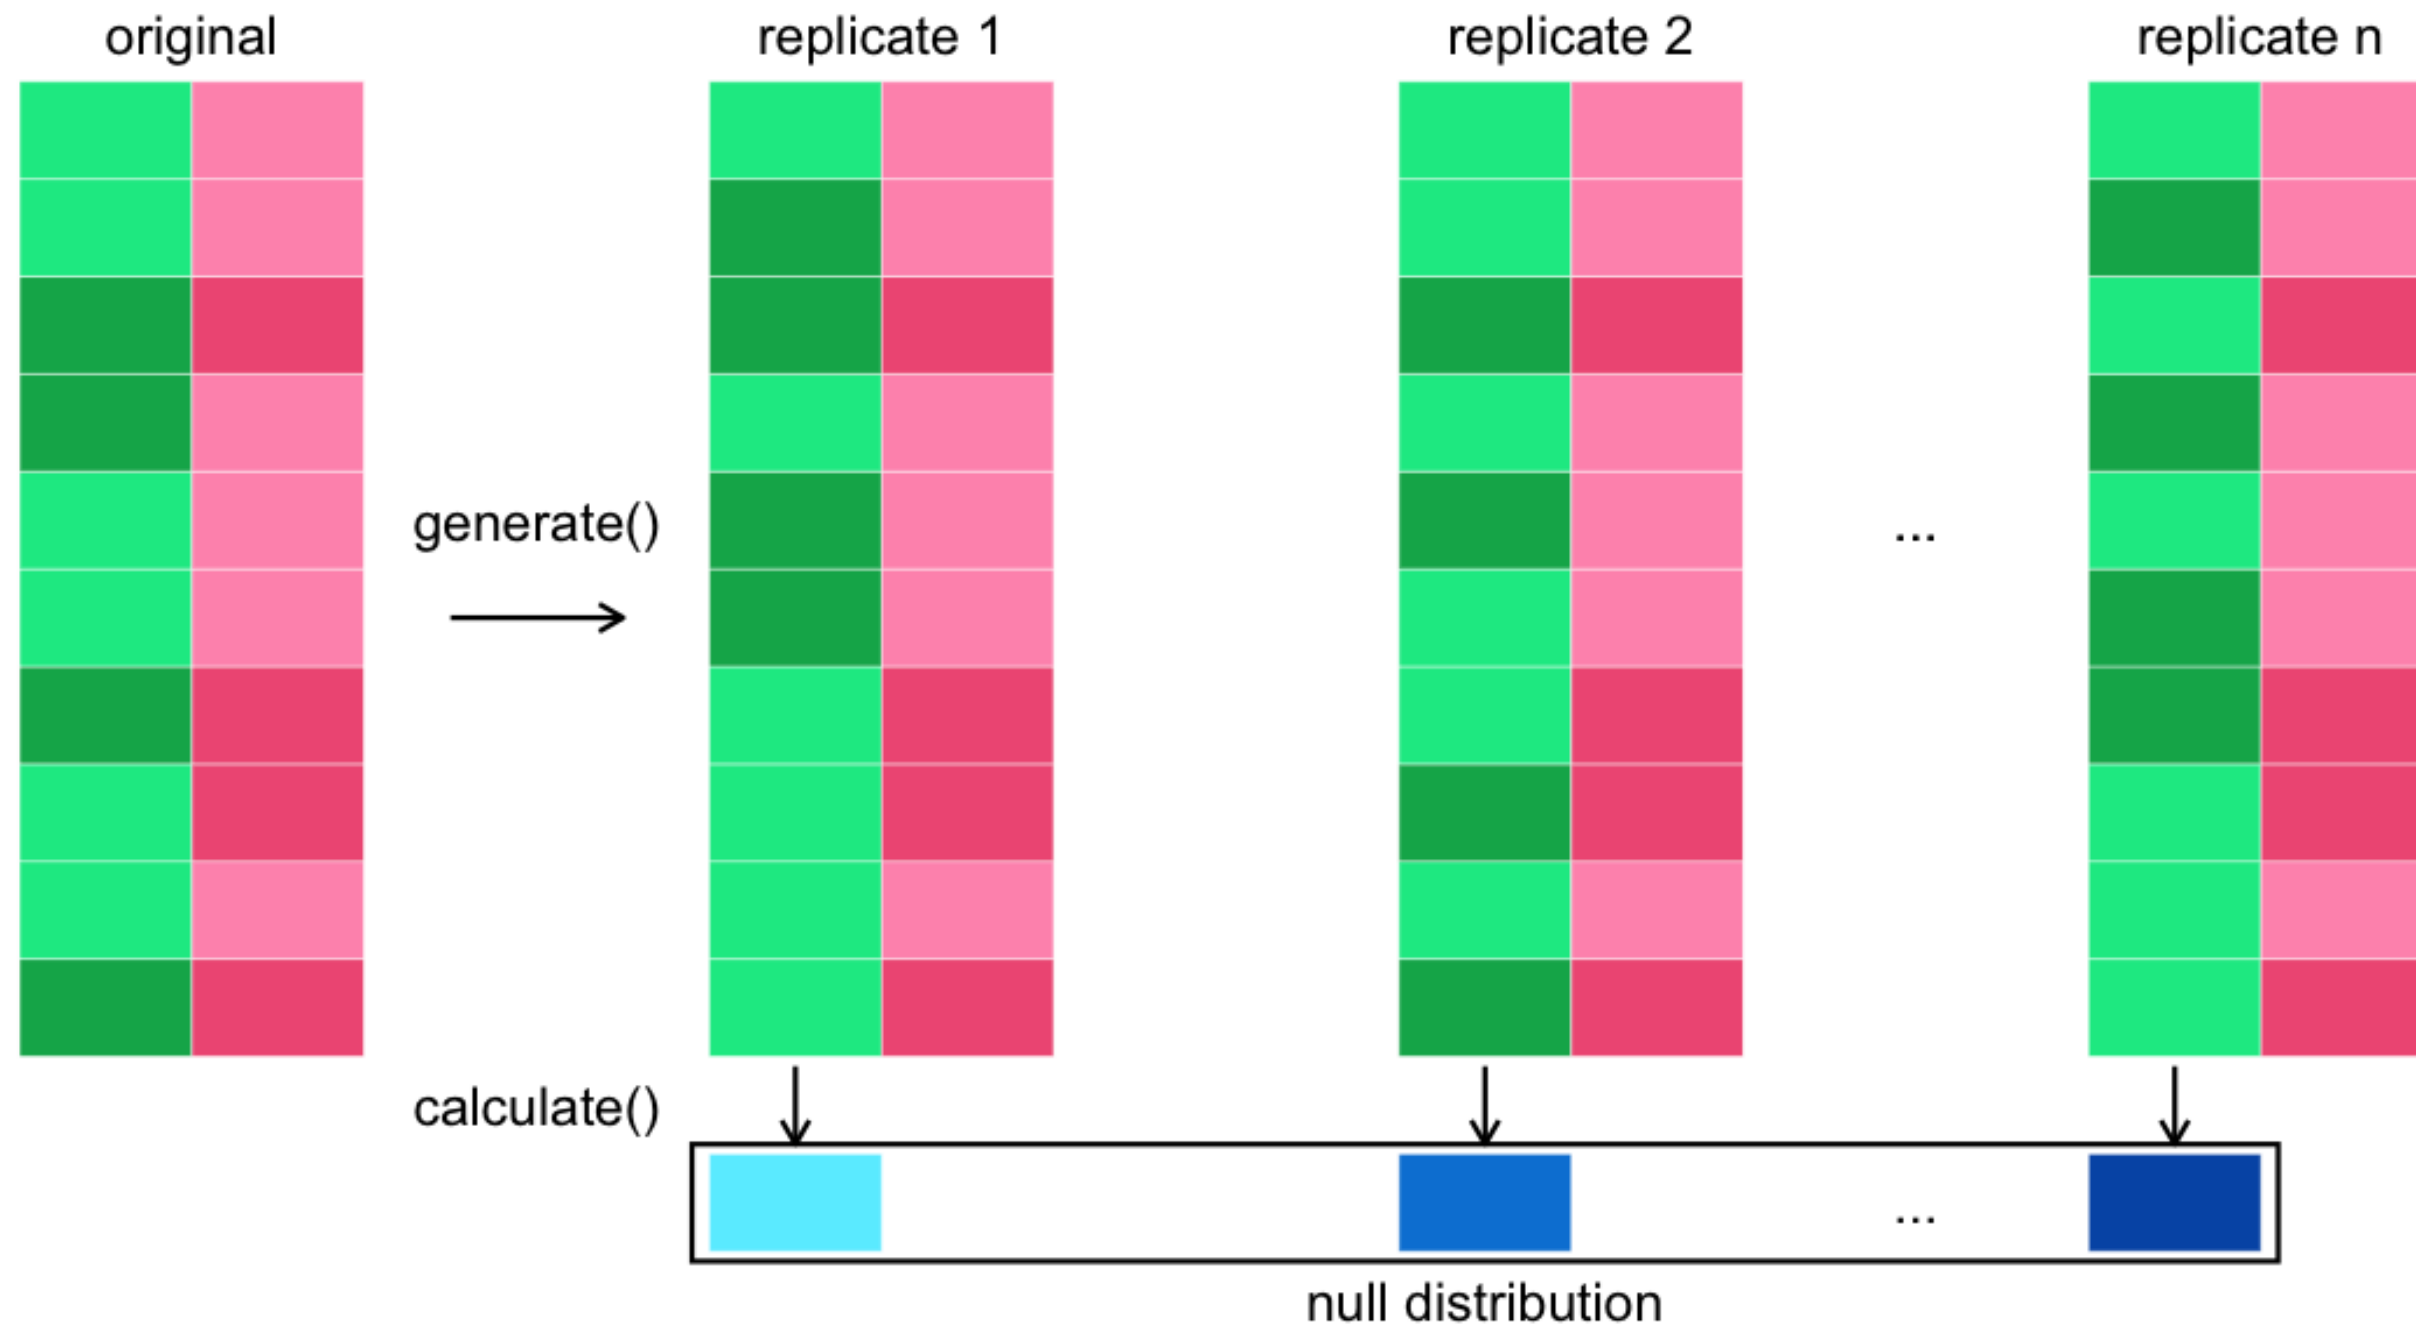 original
replicate 1
replicate 2
replicate n
generate()
...
calculate()
...
null distribution